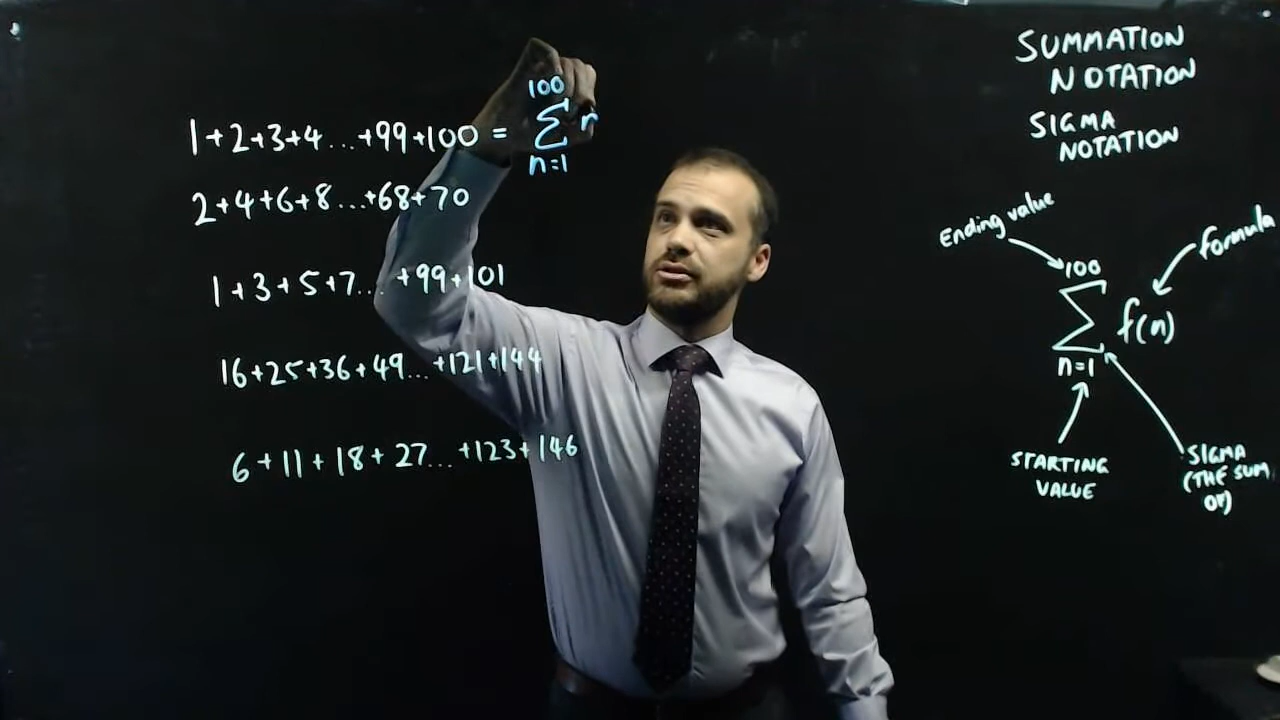 1+2+3+4...+99+100 = 100 Σ n=1 n
2+4+6+8...+68+70
1+3+5+7...+99+101
16+25+36+49...+121+144
6+11+18+27...+123+146
SUMMATION
NOTATION
SIGMA
NOTATION
Ending value
formula
100
Σ f(n)
n=1
STARTING
VALUE
SIGMA
(THE SUM
OF)